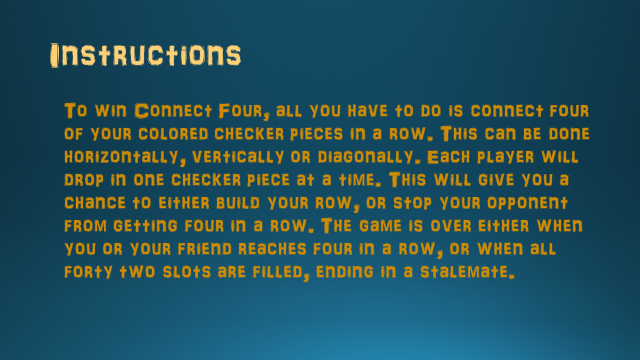 Instructions
To win Connect Four, all you have to do is connect four
of your colored checker pieces in a row. This can be done
horizontally, vertically or diagonally. Each player will
drop in one checker piece at a time. This will give you a
chance to either build your row, or stop your opponent
from getting four in a row. The game is over either when
you or your friend reaches four in a row, or when all
forty two slots are filled, ending in a stalemate.